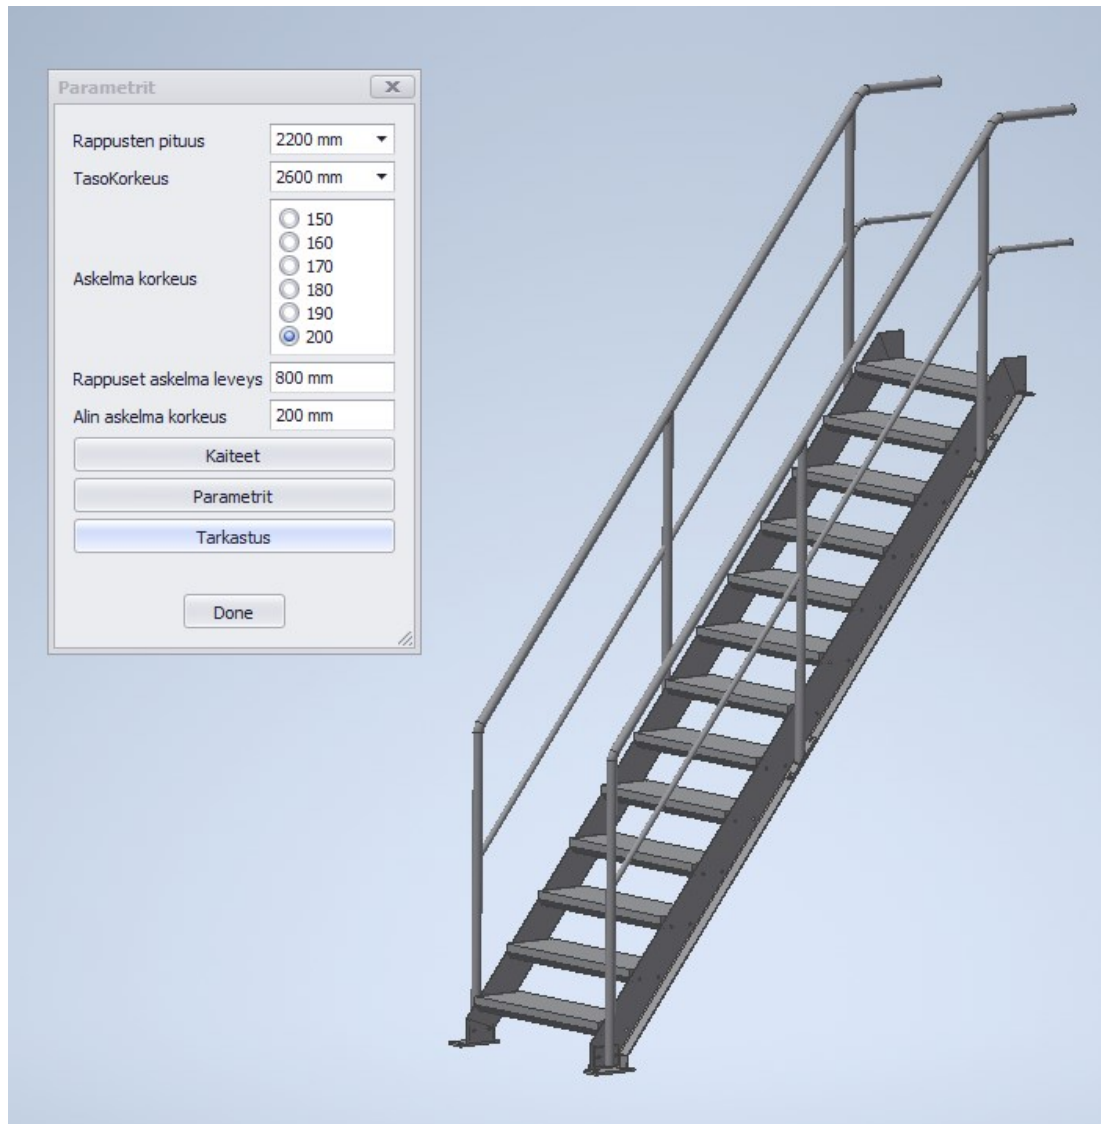 Parametrit
Rappusten pituus 2200 mm
TasoKorkeus 2600 mm
Askelma korkeus
150
160
170
180
190
200
Rappuset askelma leveys 800 mm
Alin askelma korkeus 200 mm
Kaiteet
Parametrit
Tarkastus
Done